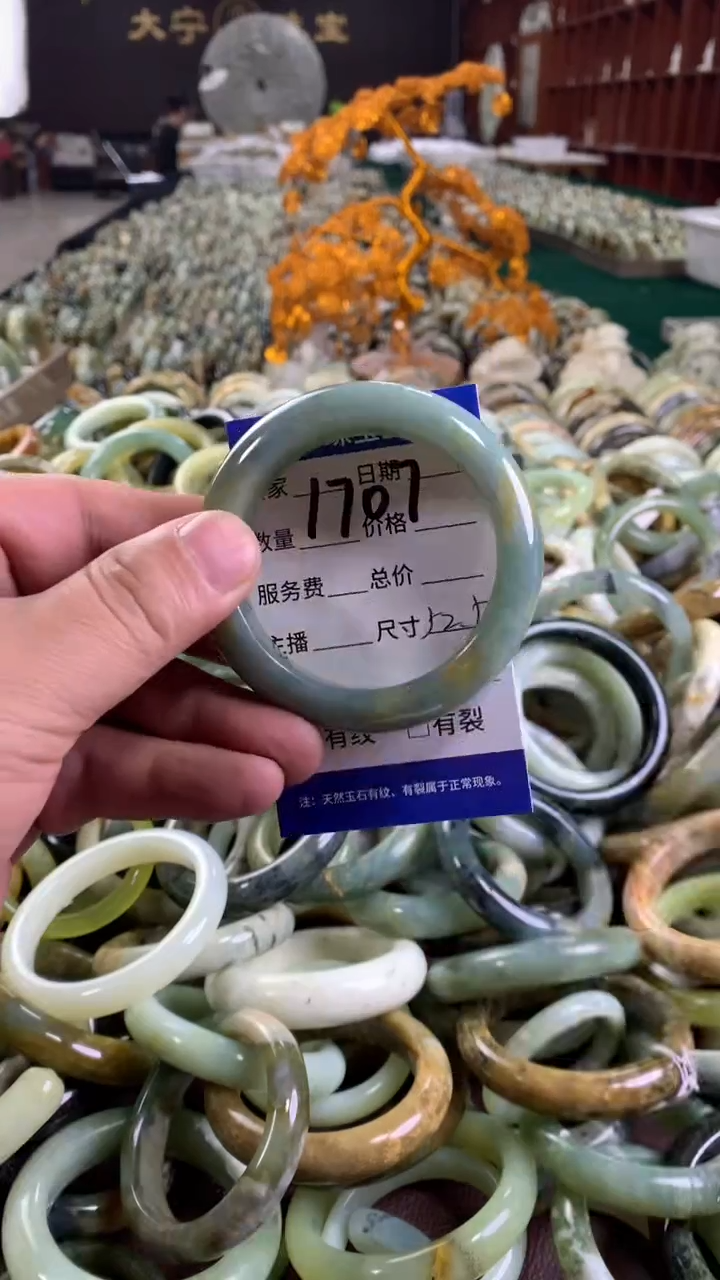 大宁 宝
家 日期
1707
数量 价格
服务费 总价
主播 尺寸 52.5
有纹 □有裂
注：天然玉石有纹、有裂属于正常现象。